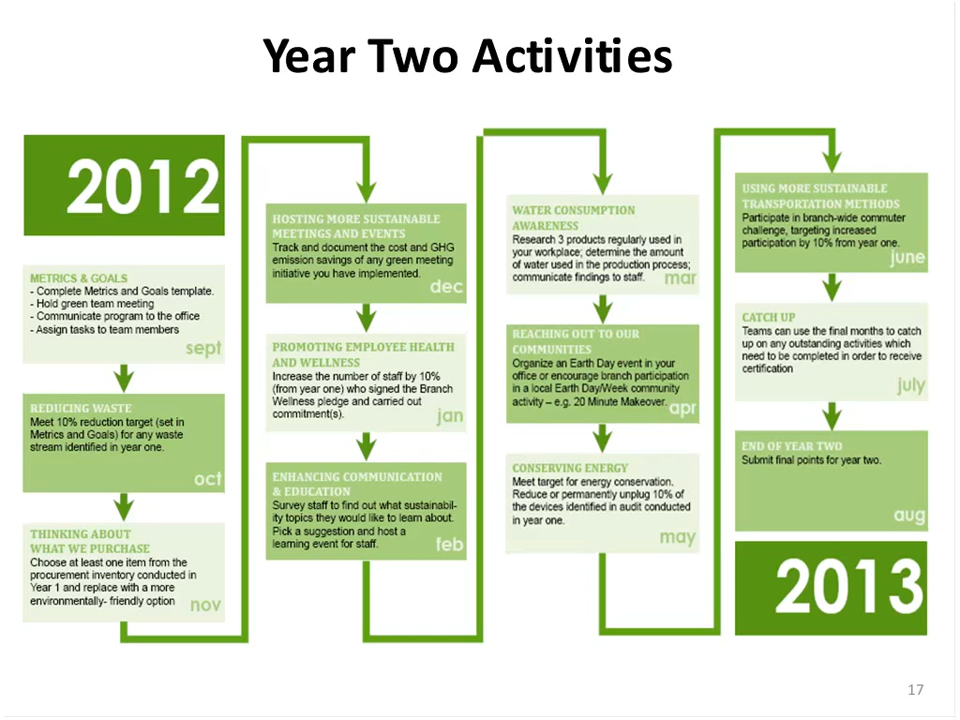 Year Two Activities
2012
METRICS & GOALS
- Complete Metrics and Goals template.
- Hold green team meeting
- Communicate program to the office
- Assign tasks to team members
sept
REDUCING WASTE
Meet 10% reduction target (set in
Metrics and Goals) for any waste
stream identified in year one.
oct
THINKING ABOUT
WHAT WE PURCHASE
Choose at least one item from the
procurement inventory conducted in
Year 1 and replace with a more
environmentally- friendly option
nov
HOSTING MORE SUSTAINABLE
MEETINGS AND EVENTS
Track and document the cost and GHG
emission savings of any green meeting
initiative you have implemented.
dec
PROMOTING EMPLOYEE HEALTH
AND WELLNESS
Increase the number of staff by 10%
(from year one) who signed the Branch
Wellness pledge and carried out
commitment(s).
jan
ENHANCING COMMUNICATION
& EDUCATION
Survey staff to find out what sustainabil-
ity topics they would like to learn about.
Pick a suggestion and host a
learning event for staff.
feb
WATER CONSUMPTION
AWARENESS
Research 3 products regularly used in
your workplace; determine the amount
of water used in the production process;
communicate findings to staff.
mar
REACHING OUT TO OUR
COMMUNITIES
Organize an Earth Day event in your
office or encourage branch participation
in a local Earth Day/Week community
activity – e.g. 20 Minute Makeover.
apr
CONSERVING ENERGY
Meet target for energy conservation.
Reduce or permanently unplug 10% of
the devices identified in audit conducted
in year one.
may
USING MORE SUSTAINABLE
TRANSPORTATION METHODS
Participate in branch-wide commuter
challenge, targeting increased
participation by 10% from year one.
june
CATCH UP
Teams can use the final months to catch
up on any outstanding activities which
need to be completed in order to receive
certification
july
END OF YEAR TWO
Submit final points for year two.
aug
2013
17